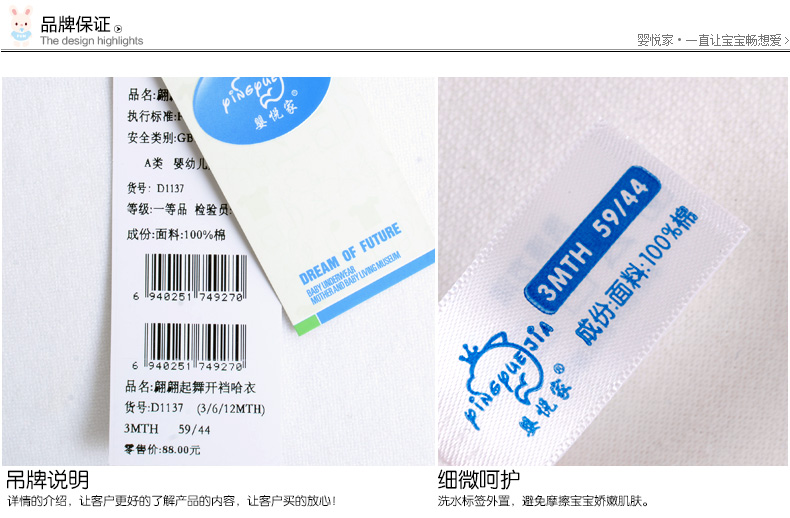 品牌保证
The design highlights
婴悦家·一直让宝宝畅想爱>
品名:翩
执行标准:
安全类别:GB
A类 婴幼儿
货号: D1137
等级:一等品 检验员:
成份:面料:100%棉
6 940251 749270
6 940251 749270
品名:翩翩起舞开裆哈衣
货号:D1137 (3/6/12MTH)
3MTH 59/44
零售价:88.00元
PINGYUEJIA
婴悦家®
DREAM OF FUTURE
BABY UNDERWEAR
MOTHER AND BABY LIVING MUSEUM
3MTH 59/44
成份:面料:100%棉
YINGYUEJIA
婴悦家®
吊牌说明
详情的介绍，让客户更好的了解产品的内容，让客户买的放心！
细微呵护
洗水标签外置，避免摩擦宝宝娇嫩肌肤。